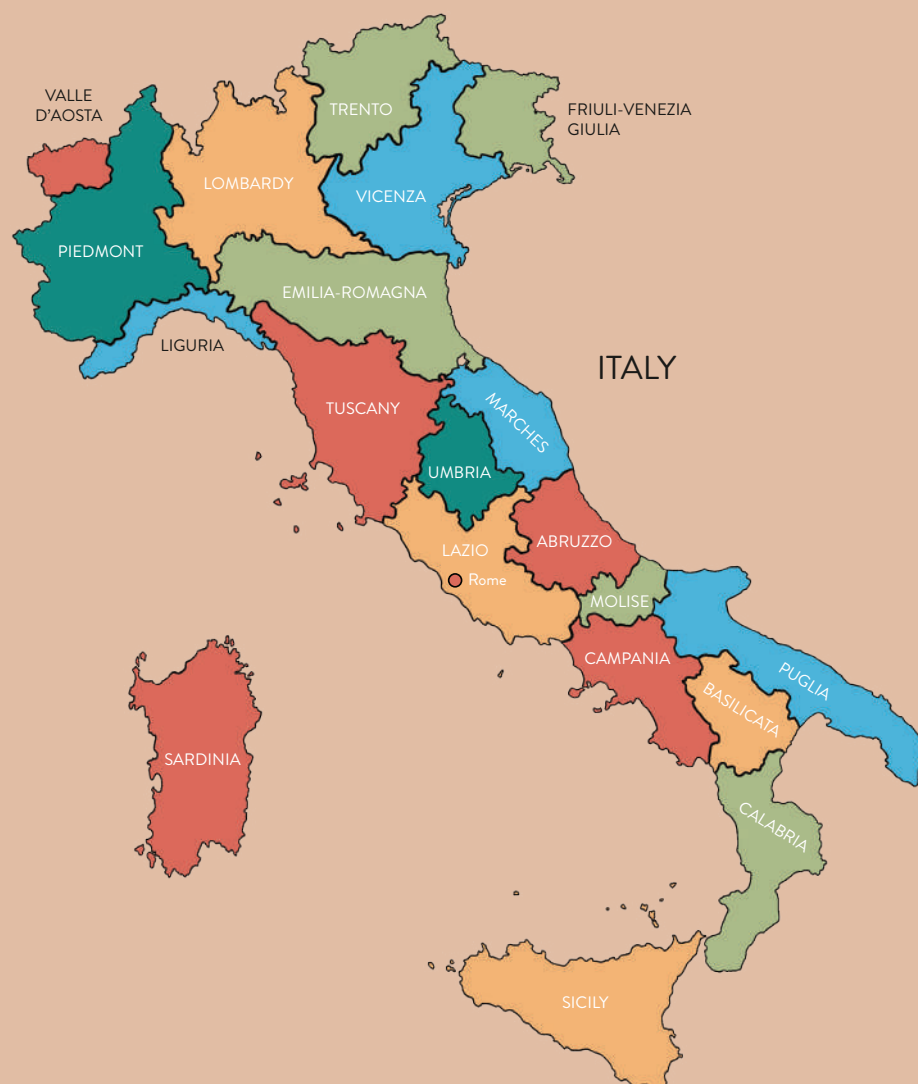 VALLE
D'AOSTA
TRENTO
FRIULI-VENEZIA
GIULIA
LOMBARDY
VICENZA
PIEDMONT
EMILIA-ROMAGNA
LIGURIA
ITALY
TUSCANY
MARCHES
UMBRIA
ABRUZZO
LAZIO
Rome
MOLISE
CAMPANIA
PUGLIA
BASILICATA
SARDINIA
CALABRIA
SICILY